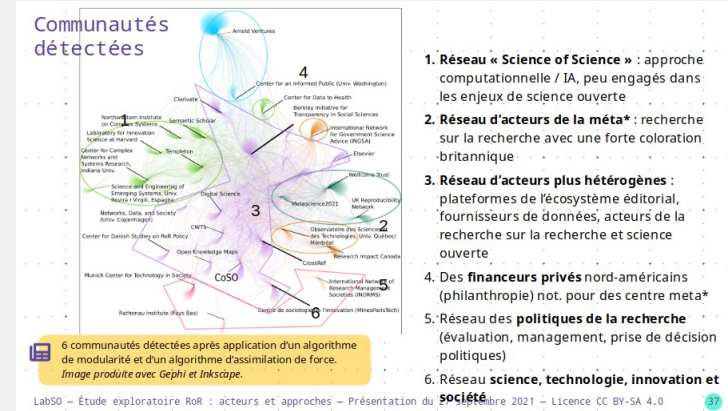 Communautés
détectées
Arnold Ventures
4
Center for an Informed Public (Univ. Washington)
Clarivate
Center for Data to Health
Berkeley Initiative for
Transparency in Social Sciences
1
Northwestern Institute
on Complex Systems
Semantic Scholar
International Network
for Government Science
Advice (INGSA)
Laboratory for Innovation
Science at Harvard
Center for Complex
Networks and
Systems Research,
Indiana Univ.
Templeton
Elsevier
Wellcome Trust
Science and Engineering of
Emerging Systems, Univ.
Rovira i Virgili, Espagne
Digital Science
Metascience2021
UK Reproducibility
Network
3
Networks, Data, and Society
(Univ. Copenhagen)
CWTS
2
Observatoire des Sciences
des Technologies, Univ. Québec/
Montréal
Center for Danish Studies on RoR Policy
Open Knowledge Maps
Research Impact Canada
CrossRef
Munich Center for Technology in Society
CoSO
International Network of
Research Management
Societies (INORMS)
5
Rathenau Institute (Pays Bas)
Centre de sociologie de l'innovation (MinesParisTech)
6
6 communautés détectées après application d'un algorithme
de modularité et d'un algorithme d'assimilation de force.
Image produite avec Gephi et Inkscape.
1. Réseau « Science of Science » : approche
computationnelle / IA, peu engagés dans
les enjeux de science ouverte
2. Réseau d'acteurs de la méta* : recherche
sur la recherche avec une forte coloration
britannique
3. Réseau d'acteurs plus hétérogènes :
plateformes de l'écosystème éditorial,
fournisseurs de données, acteurs de la
recherche sur la recherche et science
ouverte
4. Des financeurs privés nord-américains
(philanthropie) not. pour des centre meta*
5. Réseau des politiques de la recherche
(évaluation, management, prise de décision
politiques)
6. Réseau science, technologie, innovation et
société
LabSO — Étude exploratoire RoR : acteurs et approches — Présentation du 27 septembre 2021 — Licence CC BY-SA 4.0
37